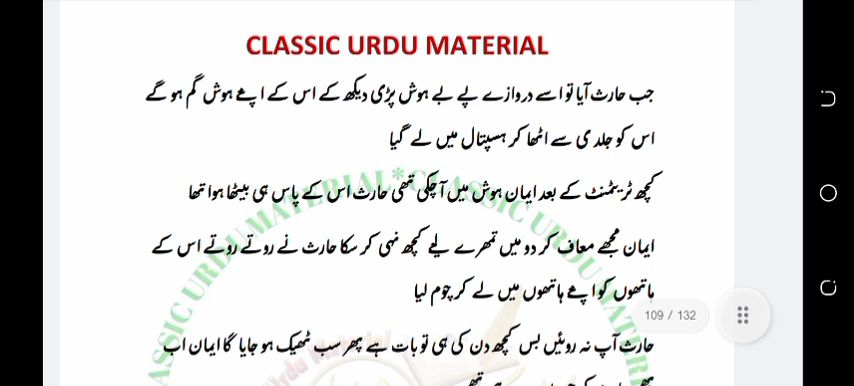 CLASSIC URDU MATERIAL
جب حارث آیا تو اسے دروازے پے بے ہوش پڑی دیکھ کے اس کے اپھے ہوش گم ہو گے
اس کو جلدی سے اٹھا کر ہسپتال میں لے گیا
کچھ ٹریٹمنٹ کے بعد ایمان ہوش میں آچکی تھی حارث اس کے پاس ہی بیٹھا ہوا تھا
ایمان مجھے معاف کر دو میں تمھرے لیے کچھ نہی کر سکا حارث نے روتے روتے اس کے
ہاتھوں کو اپھے ہاتھوں میں لے کر چوم لیا
109 / 132
حارث آپ نہ روئیں بس کچھ دن کی ہی تو بات ہے پھر سب ٹھیک ہو جایا گا ایمان اب